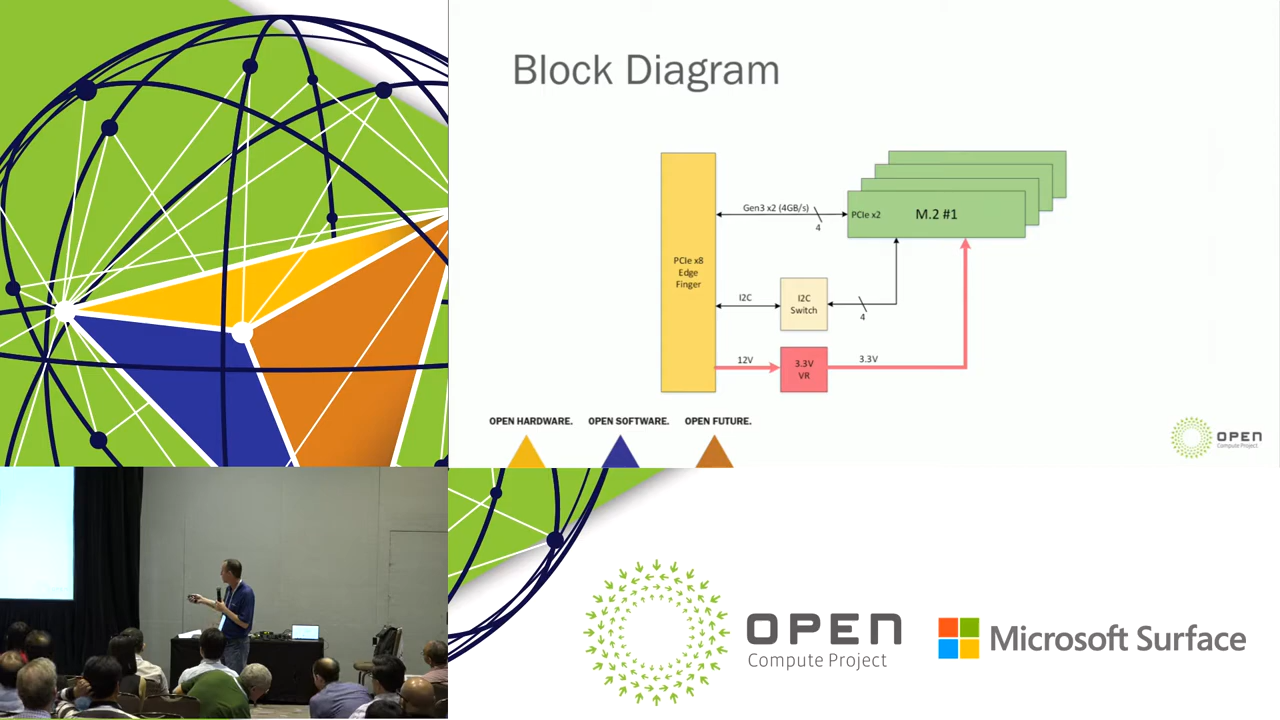 Block Diagram
PCIe x8
Edge
Finger
Gen3 x2 (4GB/s)
4
PCIe x2
M.2 #1
I2C
I2C
Switch
4
12V
3.3V
VR
3.3V
OPEN HARDWARE. OPEN SOFTWARE. OPEN FUTURE.
OPEN
Compute Project
OPEN
Compute Project
Microsoft Surface